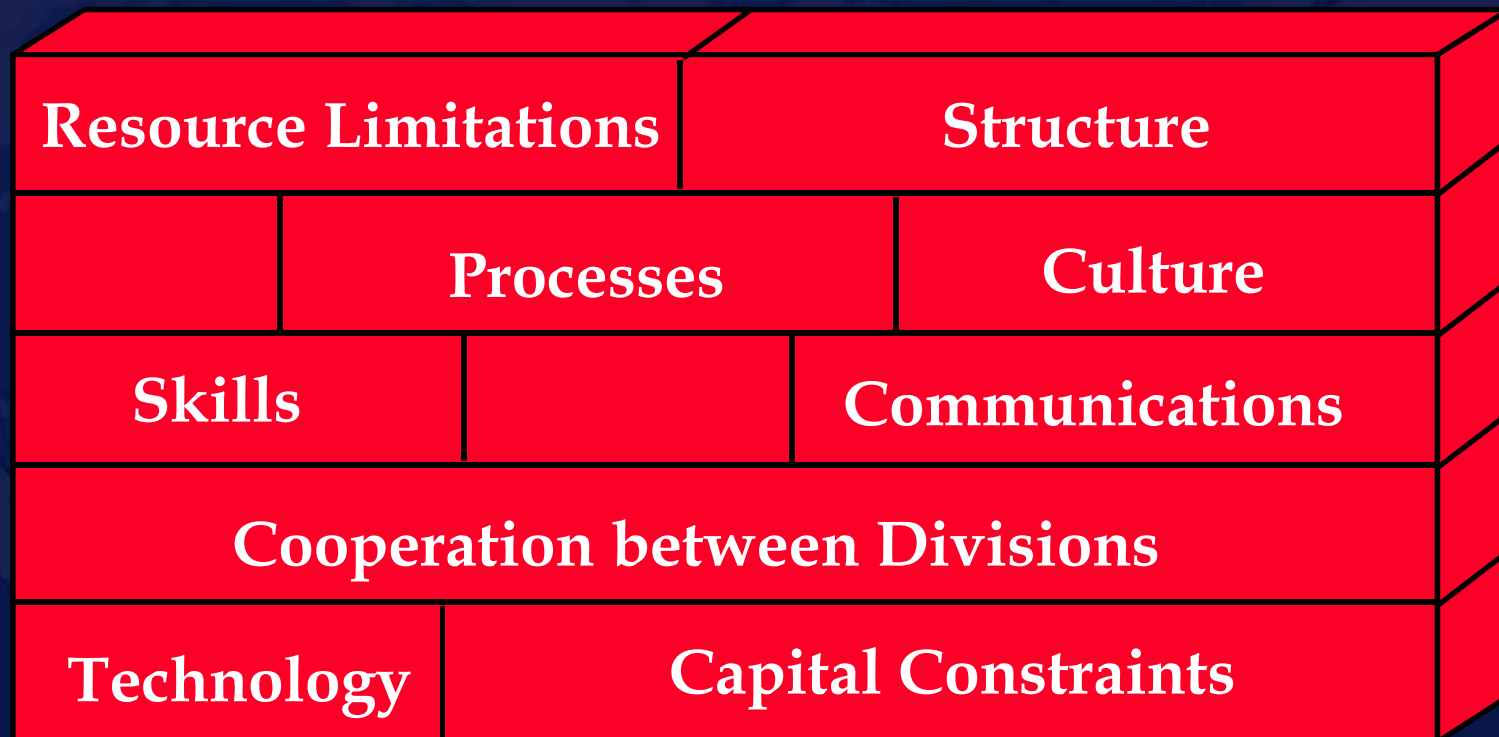 Resource Limitations
Structure
Processes
Culture
Skills
Communications
Cooperation between Divisions
Technology
Capital Constraints